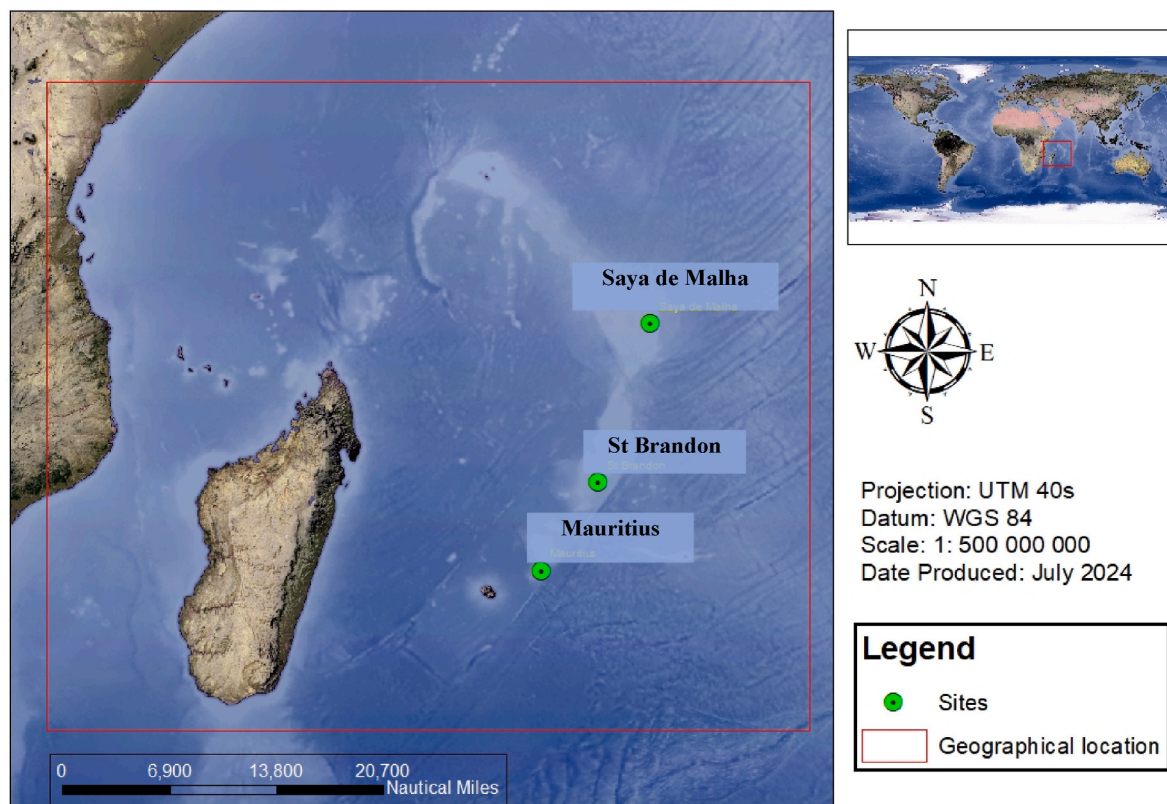 Saya de Malha
Saya de Malha
St Brandon
St Brandon
Mauritius
Mauritius
0 6,900 13,800 20,700
Nautical Miles
N
W E
S
Projection: UTM 40s
Datum: WGS 84
Scale: 1: 500 000 000
Date Produced: July 2024
Legend
Sites
Geographical location